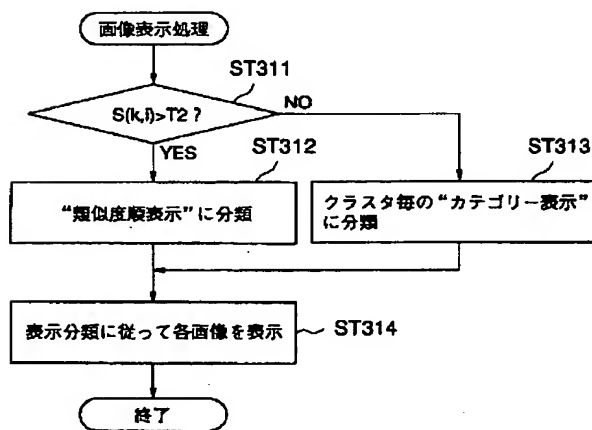 画像表示処理
ST311
S(k,i)>T2 ?
NO
YES
ST312
ST313
“類似度順表示”に分類
クラスタ毎の“カテゴリー表示”
に分類
表示分類に従って各画像を表示
ST314
終了